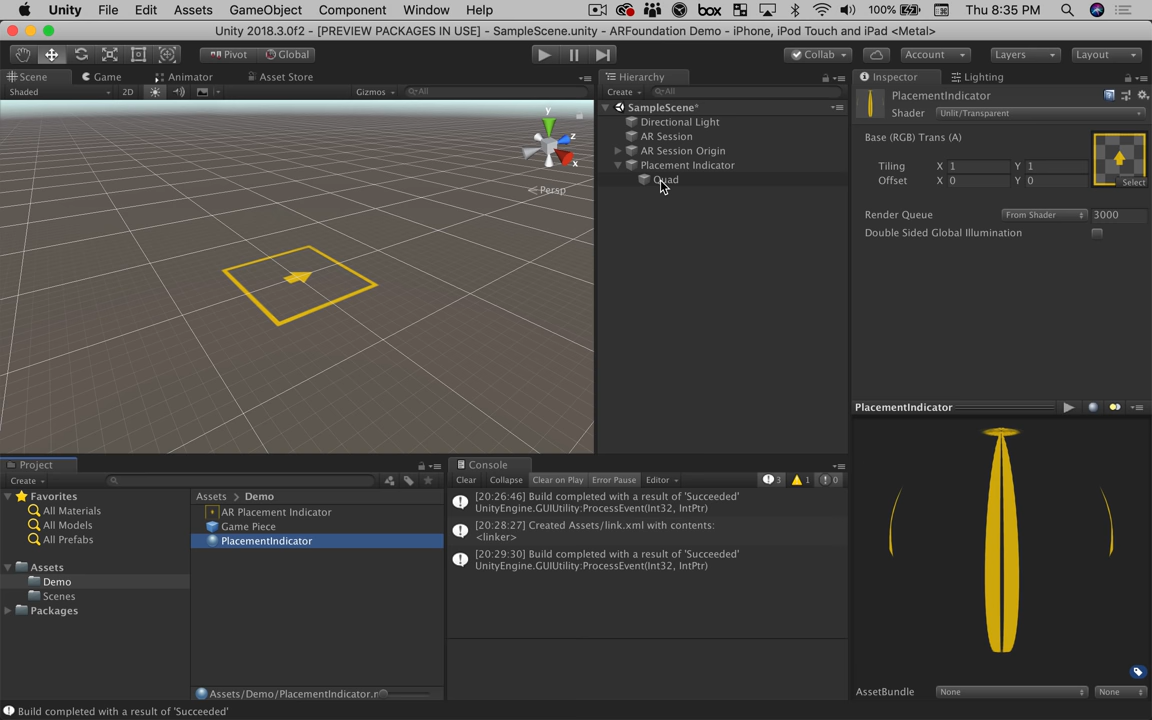 Unity File Edit Assets GameObject Component Window Help box 100% Thu 8:35 PM
Unity 2018.3.0f2 - [PREVIEW PACKAGES IN USE] - SampleScene.unity - ARFoundation Demo - iPhone, iPod Touch and iPad <Metal>
Pivot Global Collab Account Layers Layout
Scene Game Animator Asset Store
Shaded 2D Gizmos All
y
z
x
Persp
Hierarchy
Create All
SampleScene*
Directional Light
AR Session
AR Session Origin
Placement Indicator
Quad
Inspector Lighting
PlacementIndicator
Shader Unlit/Transparent
Base (RGB) Trans (A)
Tiling X 1 Y 1
Offset X 0 Y 0
Select
Render Queue From Shader 3000
Double Sided Global Illumination
PlacementIndicator
AssetBundle None None
Project
Create
Favorites
All Materials
All Models
All Prefabs
Assets
Demo
Scenes
Packages
Assets > Demo
AR Placement Indicator
Game Piece
PlacementIndicator
Assets/Demo/PlacementIndicator.m
Console
Clear Collapse Clear on Play Error Pause Editor 3 1 0
[20:26:46] Build completed with a result of 'Succeeded'
UnityEngine.GUIUtility:ProcessEvent(Int32, IntPtr)
[20:28:27] Created Assets/link.xml with contents:
<linker>
[20:29:30] Build completed with a result of 'Succeeded'
UnityEngine.GUIUtility:ProcessEvent(Int32, IntPtr)
Build completed with a result of 'Succeeded'